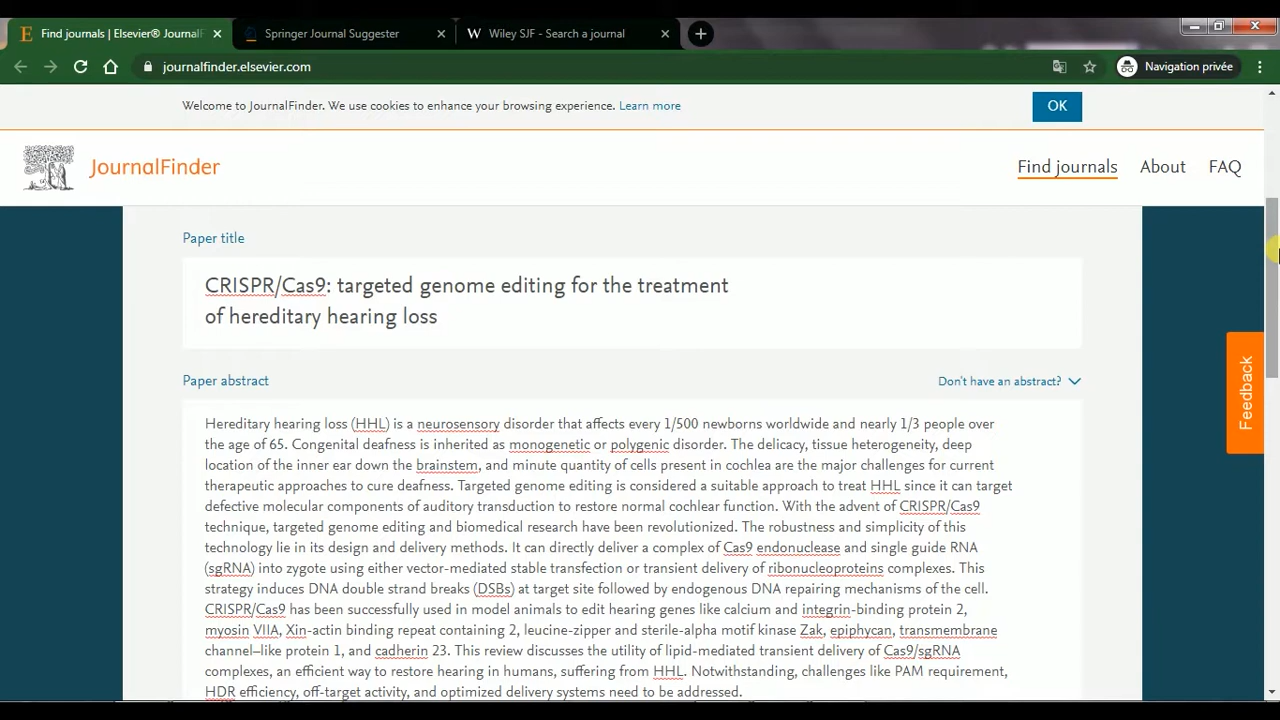 Find journals | Elsevier® Journal
Springer Journal Suggester
Wiley SJF - Search a journal
journalfinder.elsevier.com
Navigation privée
Welcome to JournalFinder. We use cookies to enhance your browsing experience. Learn more
OK
JournalFinder
Find journals
About
FAQ
Paper title
CRISPR/Cas9: targeted genome editing for the treatment
of hereditary hearing loss
Paper abstract
Don't have an abstract?
Hereditary hearing loss (HHL) is a neurosensory disorder that affects every 1/500 newborns worldwide and nearly 1/3 people over
the age of 65. Congenital deafness is inherited as monogenetic or polygenic disorder. The delicacy, tissue heterogeneity, deep
location of the inner ear down the brainstem, and minute quantity of cells present in cochlea are the major challenges for current
therapeutic approaches to cure deafness. Targeted genome editing is considered a suitable approach to treat HHL since it can target
defective molecular components of auditory transduction to restore normal cochlear function. With the advent of CRISPR/Cas9
technique, targeted genome editing and biomedical research have been revolutionized. The robustness and simplicity of this
technology lie in its design and delivery methods. It can directly deliver a complex of Cas9 endonuclease and single guide RNA
(sgRNA) into zygote using either vector-mediated stable transfection or transient delivery of ribonucleoproteins complexes. This
strategy induces DNA double strand breaks (DSBs) at target site followed by endogenous DNA repairing mechanisms of the cell.
CRISPR/Cas9 has been successfully used in model animals to edit hearing genes like calcium and integrin-binding protein 2,
myosin VIIA, Xin-actin binding repeat containing 2, leucine-zipper and sterile-alpha motif kinase Zak, epiphycan, transmembrane
channel–like protein 1, and cadherin 23. This review discusses the utility of lipid-mediated transient delivery of Cas9/sgRNA
complexes, an efficient way to restore hearing in humans, suffering from HHL. Notwithstanding, challenges like PAM requirement,
HDR efficiency, off-target activity, and optimized delivery systems need to be addressed.
Feedback